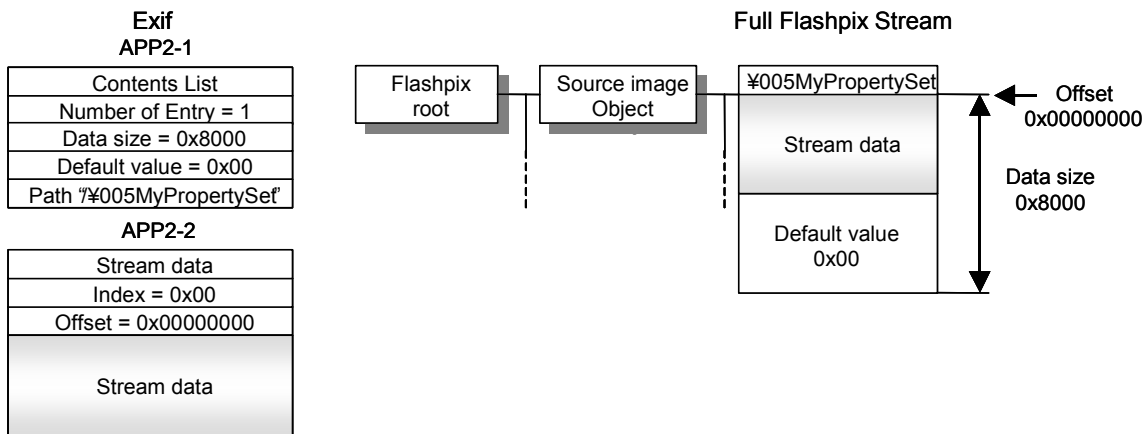 Exif
APP2-1
Contents List
Number of Entry = 1
Data size = 0x8000
Default value = 0x00
Path "/¥005MyPropertySet"
APP2-2
Stream data
Index = 0x00
Offset = 0x00000000
Stream data
Full Flashpix Stream
Flashpix
root
Source image
Object
¥005MyPropertySet
Stream data
Default value
0x00
Offset
0x00000000
Data size
0x8000